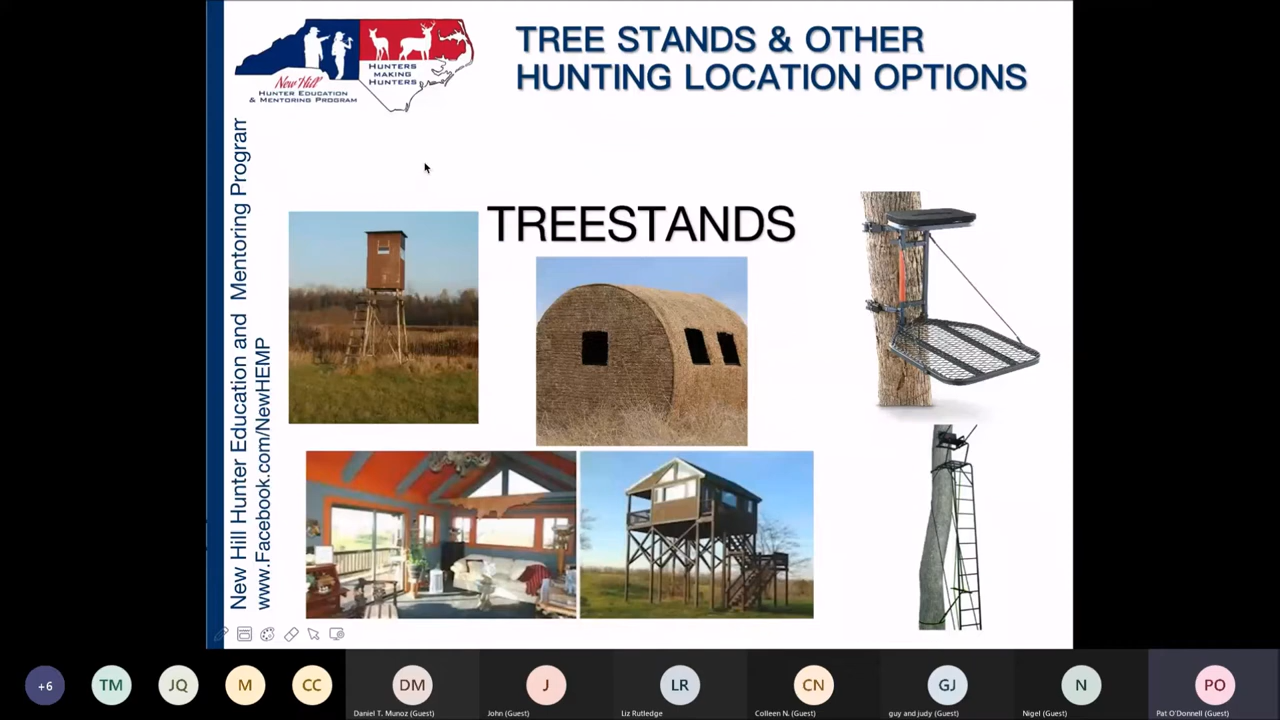 TREE STANDS & OTHER
HUNTING LOCATION OPTIONS
New Hill
HUNTER EDUCATION
& MENTORING PROGRAM
HUNTERS
MAKING
HUNTERS
New Hill Hunter Education and Mentoring Program
www.Facebook.com/NewHEMP
TREESTANDS
+6
TM
JQ
M
CC
DM
J
LR
CN
GJ
N
PO
Daniel T. Munoz (Guest)
John (Guest)
Liz Rutledge
Colleen N. (Guest)
guy and judy (Guest)
Nigel (Guest)
Pat O'Donnell (Guest)